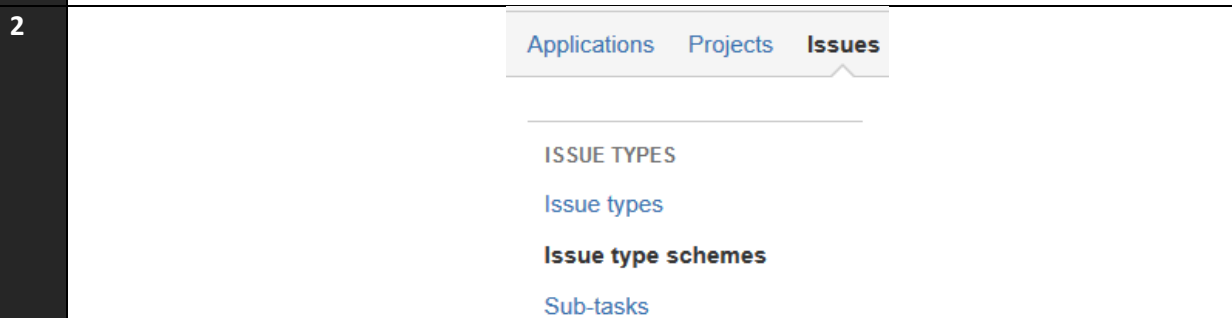 2
Applications Projects Issues
ISSUE TYPES
Issue types
Issue type schemes
Sub-tasks